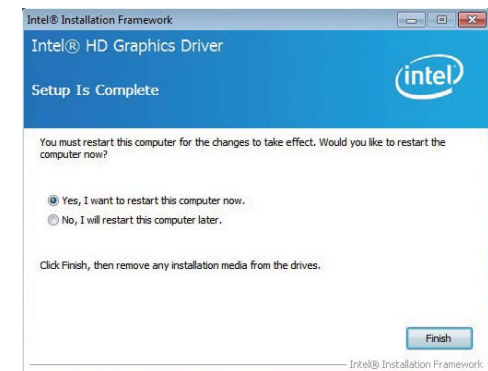 Intel® Installation Framework
Intel® HD Graphics Driver
Setup Is Complete
intel
You must restart this computer for the changes to take effect. Would you like to restart the
computer now?
Yes, I want to restart this computer now.
No, I will restart this computer later.
Click Finish, then remove any installation media from the drives.
Finish
Intel® Installation Framework